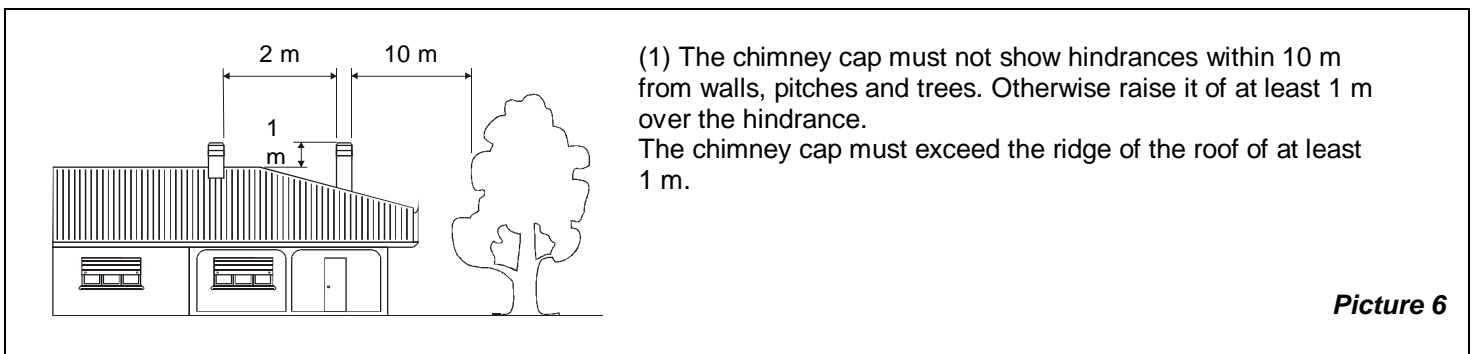 2 m 10 m
1
m
(1) The chimney cap must not show hindrances within 10 m
from walls, pitches and trees. Otherwise raise it of at least 1 m
over the hindrance.
The chimney cap must exceed the ridge of the roof of at least
1 m.
Picture 6